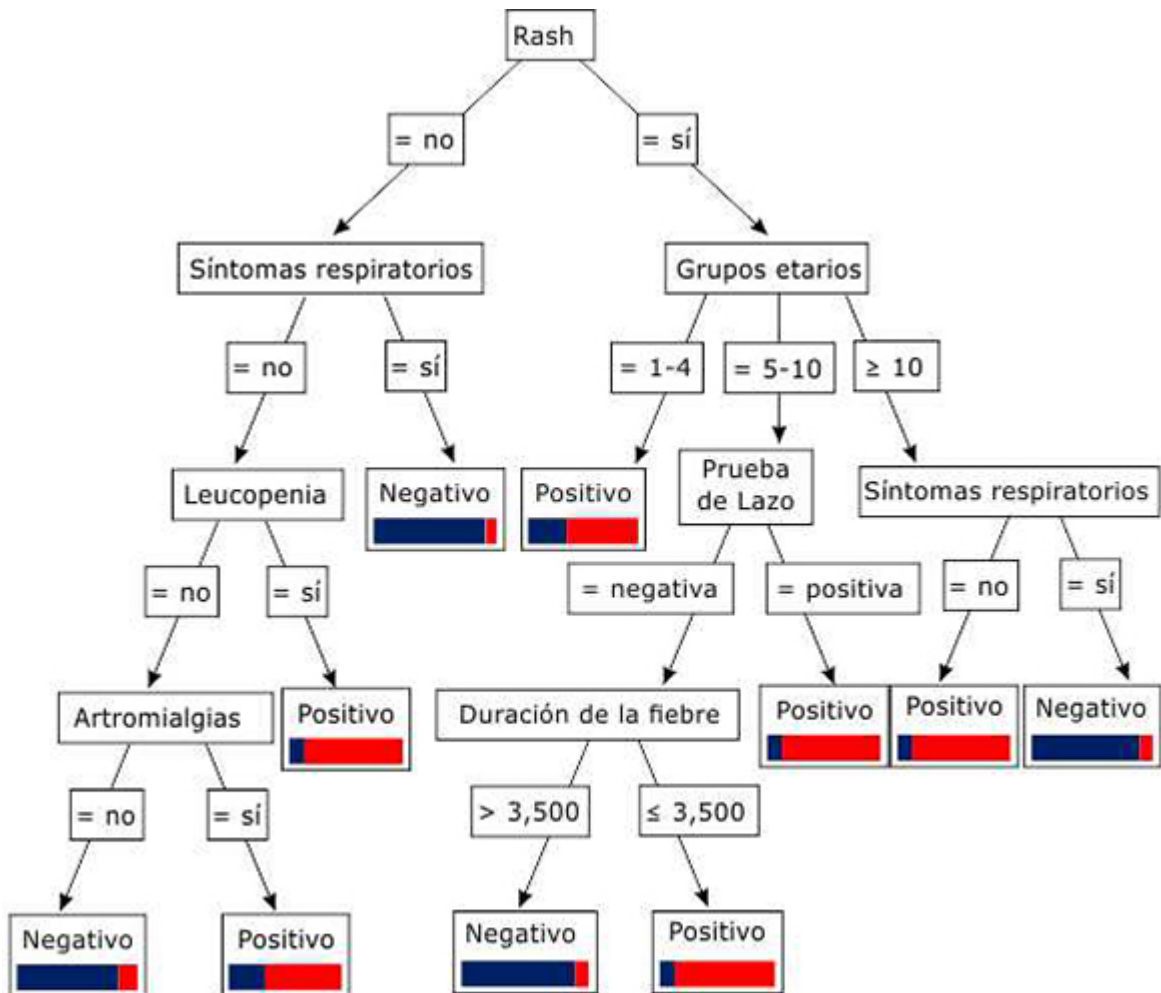 Rash
= no
= sí
Síntomas respiratorios
Grupos etarios
= no
= sí
= 1-4
= 5-10
≥ 10
Leucopenia
Negativo
Positivo
Prueba
de Lazo
Síntomas respiratorios
= no
= sí
= negativa
= positiva
= no
= sí
Artromialgias
Positivo
Duración de la fiebre
Positivo
Positivo
Negativo
= no
= sí
> 3,500
≤ 3,500
Negativo
Positivo
Negativo
Positivo